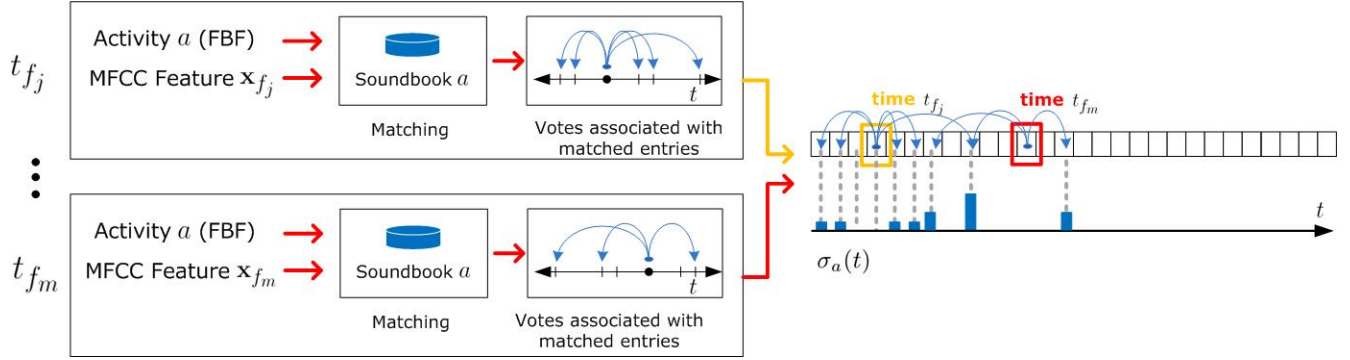 t_{f_j}
Activity a (FBF)
MFCC Feature x_{f_j}
Soundbook a
Matching
t
Votes associated with
matched entries
t_{f_m}
Activity a (FBF)
MFCC Feature x_{f_m}
Soundbook a
Matching
t
Votes associated with
matched entries
time t_{f_j}
time t_{f_m}
t
σ_a(t)